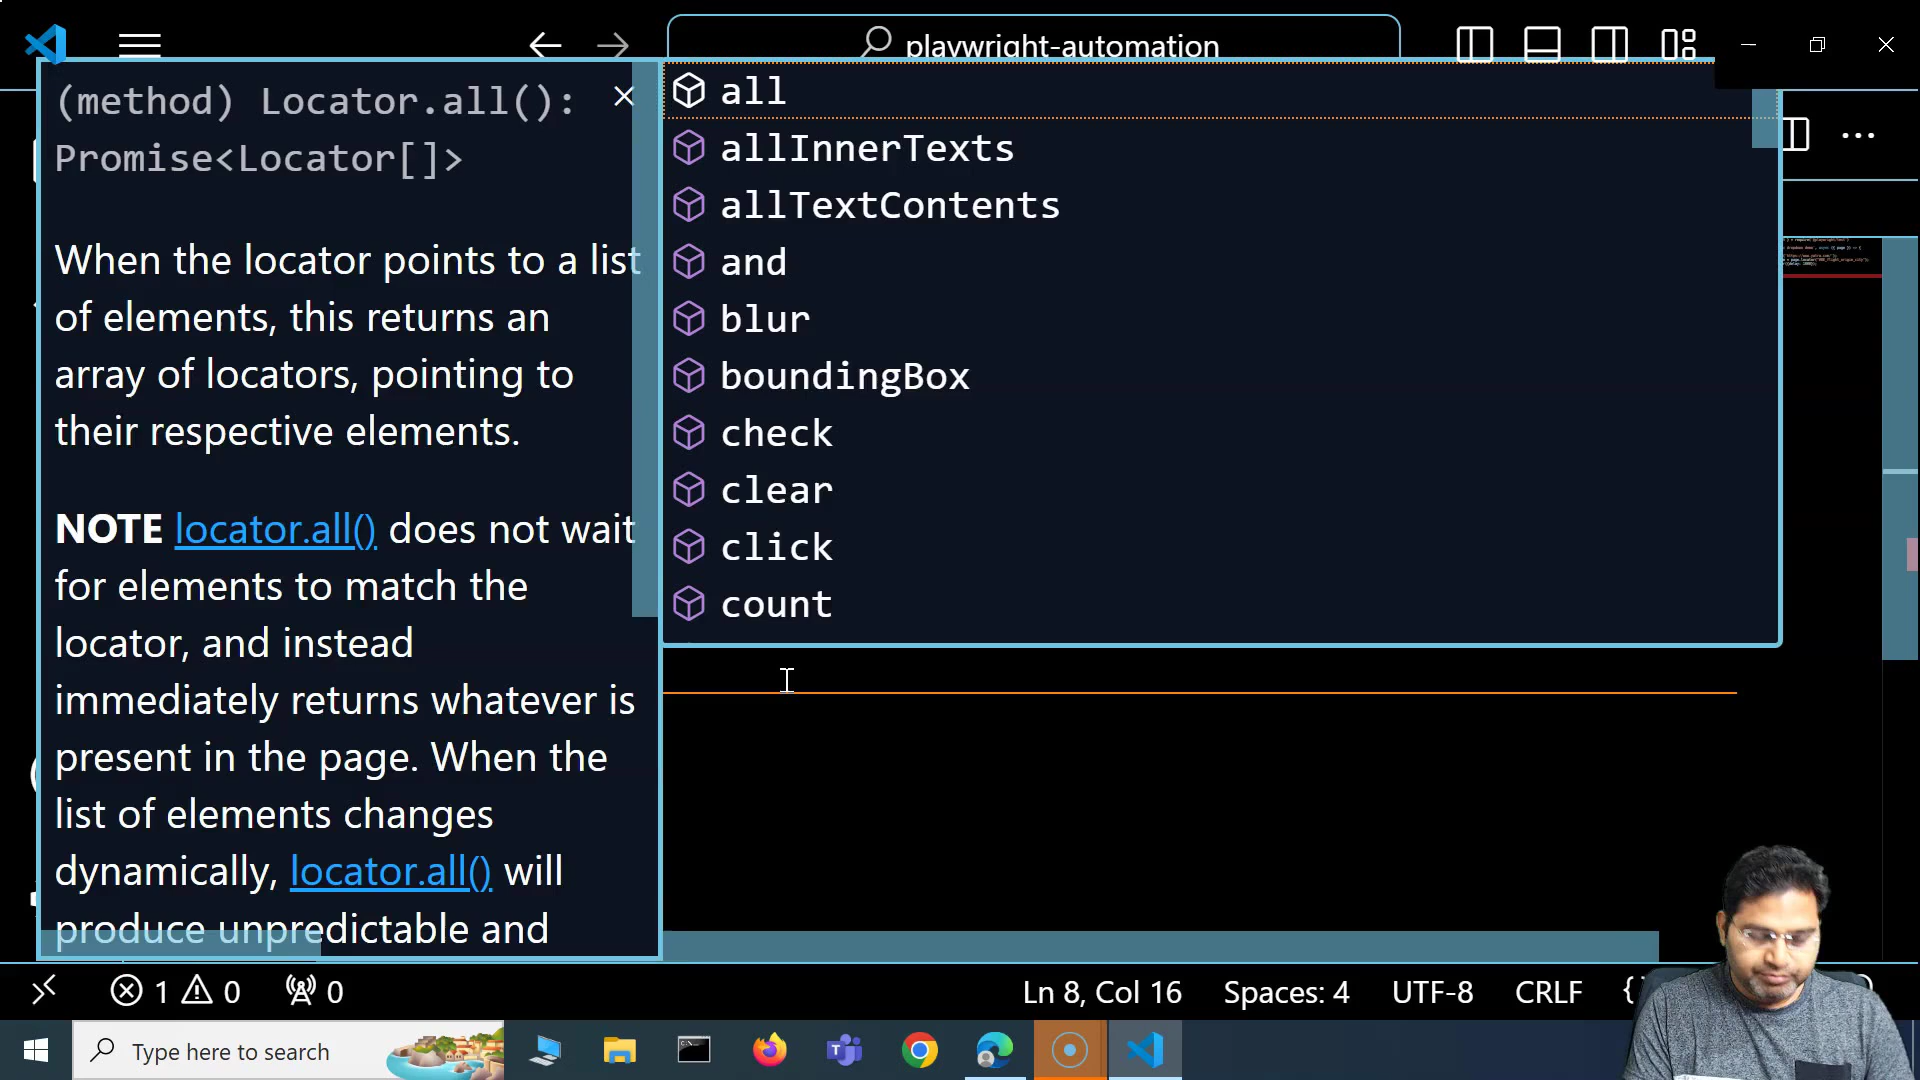 playwright-automation
(method) Locator.all():
Promise<Locator[]>
When the locator points to a list
of elements, this returns an
array of locators, pointing to
their respective elements.
NOTE locator.all() does not wait
for elements to match the
locator, and instead
immediately returns whatever is
present in the page. When the
list of elements changes
dynamically, locator.all() will
produce unpredictable and
all
allInnerTexts
allTextContents
and
blur
boundingBox
check
clear
click
count
1 0 0
Ln 8, Col 16 Spaces: 4 UTF-8 CRLF {
Type here to search